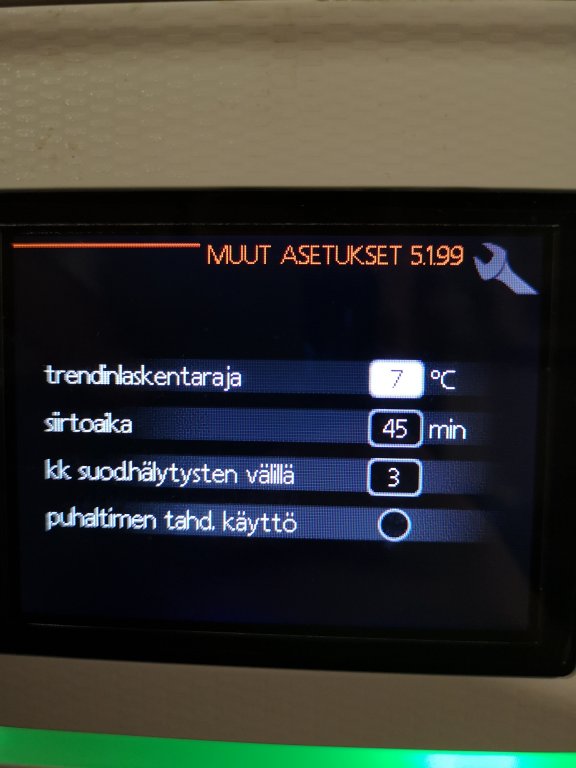 MUUT ASETUKSET 5.1.99
trendinlaskentaraja 7 °C
siirtoaika 45 min
kk suod.hälytysten välillä 3
puhaltimen tahd. käyttö